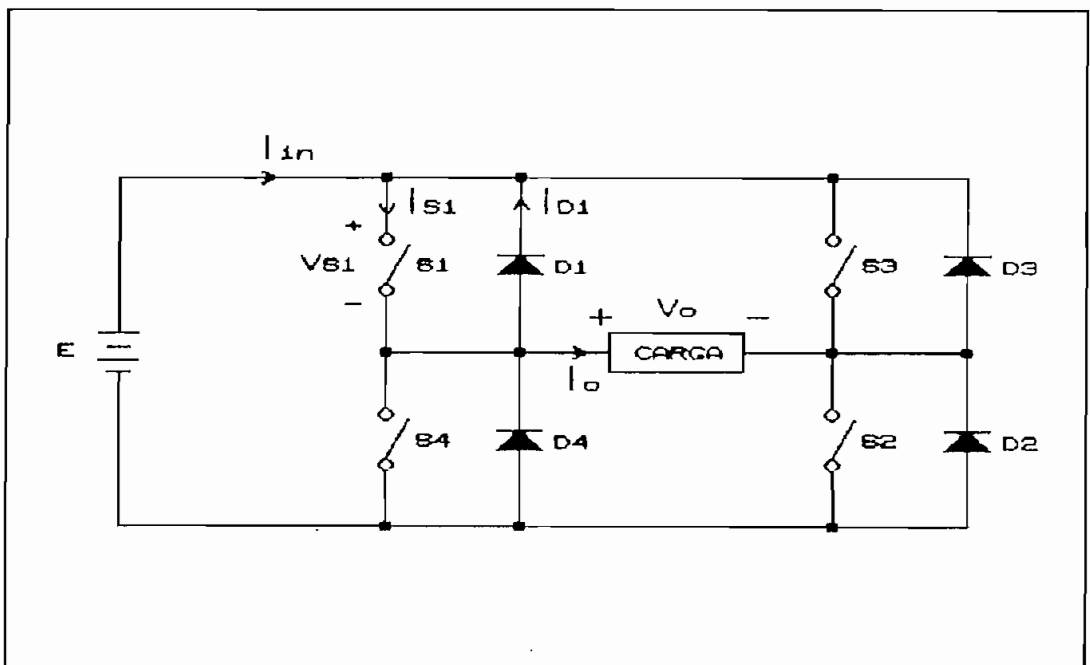 Iin
IS1
ID1
+
VS1
S1
D1
S3
D3
-
+
Vo
-
E
CARGA
Io
S4
D4
S2
D2